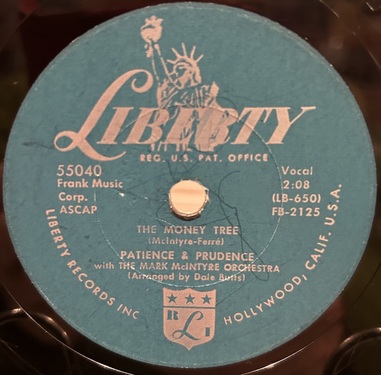 LIBERTY
REG. U.S. PAT. OFFICE
55040
Frank Music
Corp.
ASCAP
Vocal
2:08
(LB-650)
FB-2125
THE MONEY TREE
(McIntyre-Ferré)
PATIENCE & PRUDENCE
with THE MARK McINTYRE ORCHESTRA
(Arranged by Dale Butts)
LIBERTY RECORDS INC
HOLLYWOOD, CALIF. U.S.A.
R L I